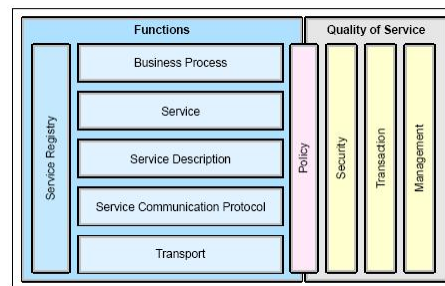 Functions
Quality of Service
Service Registry
Business Process
Service
Service Description
Service Communication Protocol
Transport
Policy
Security
Transaction
Management